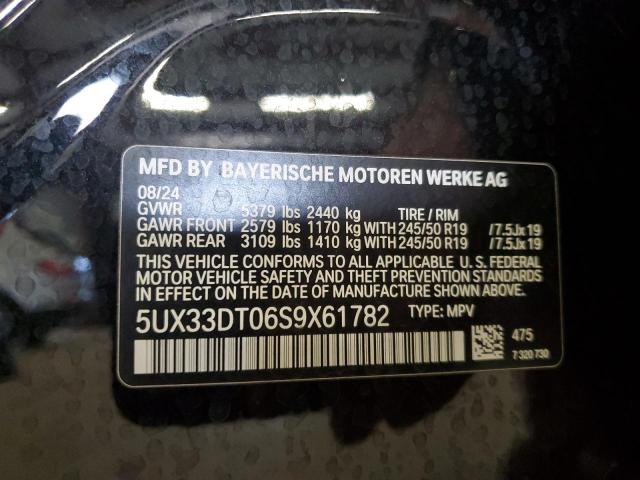 MFD BY BAYERISCHE MOTOREN WERKE AG
08/24
GVWR 5379 lbs 2440 kg TIRE / RIM
GAWR FRONT 2579 lbs 1170 kg WITH 245/50 R19 /7.5Jx19
GAWR REAR 3109 lbs 1410 kg WITH 245/50 R19 /7.5Jx19
THIS VEHICLE CONFORMS TO ALL APPLICABLE U. S. FEDERAL
MOTOR VEHICLE SAFETY AND THEFT PREVENTION STANDARDS
IN EFFECT ON THE DATE OF MANUFACTURE SHOWN ABOVE.
5UX33DT06S9X61782 TYPE: MPV
475
7 320 730